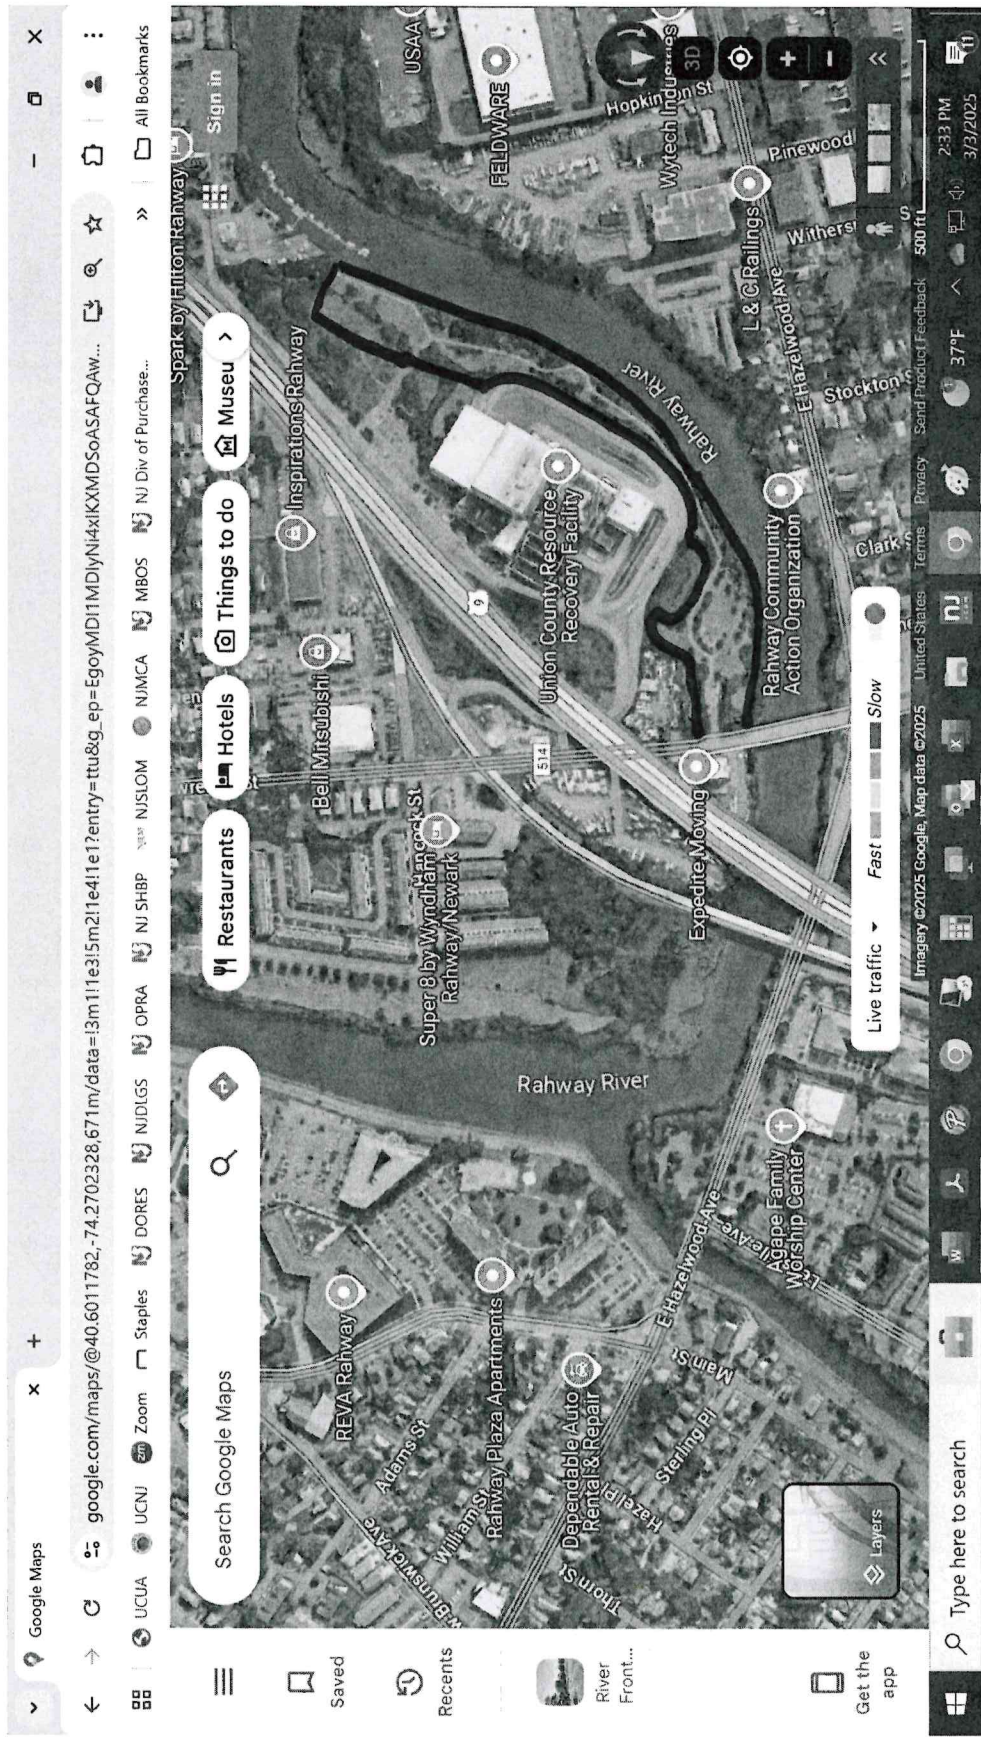 Google Maps
google.com/maps/@40.6011782,-74.2702328,671m/data=!3m1!1e3!5m2!1e4!1e1?entry=ttu&g_ep=EgoyMDI1MDIyNi4xIKXMDSoASAFQAw...
UCUA
UCNJ
Zoom
Staples
DORES
NJDLGS
OPRA
NJ SHBP
NJSLOM
NJMCA
MBOS
NJ Div of Purchase...
»
All Bookmarks
Saved
Recents
River
Front...
Get the
app
Search Google Maps
Restaurants
Hotels
Things to do
Museu
Sign in
Spark by Hilton Rahway
USAA
Inspirations Rahway
FELDWARE
Bell Mitsubishi
Hancock St
Super 8 by Wyndham
Rahway/Newark
REVA Rahway
Adams St
William St
Rahway Plaza Apartments
Dependable Auto
Rental & Repair
Hazel Pl
Thorn St
Sterling Pl
Main St
E Hazelwood Ave
Rahway River
Agape Family
Worship Center
Expedite Moving
514
9
Union County Resource
Recovery Facility
Rahway River
Rahway Community
Action Organization
Hopkinton St
Wytech Industries
L & C Railings
E Hazelwood Ave
Pinewood
Stockton S
3D
Layers
Live traffic
Fast
Slow
Imagery ©2025 Google, Map data ©2025
United States
Terms
Privacy
Send Product Feedback
500 ft
Type here to search
37°F
2:33 PM
3/3/2025
11